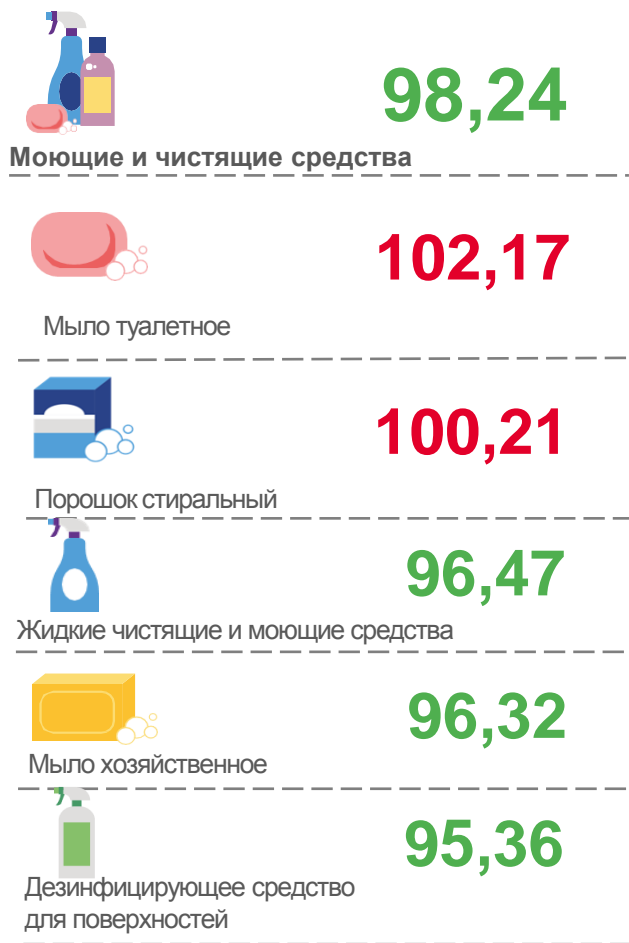 98,24
Моющие и чистящие средства
102,17
Мыло туалетное
100,21
Порошок стиральный
96,47
Жидкие чистящие и моющие средства
96,32
Мыло хозяйственное
95,36
Дезинфицирующее средство
для поверхностей